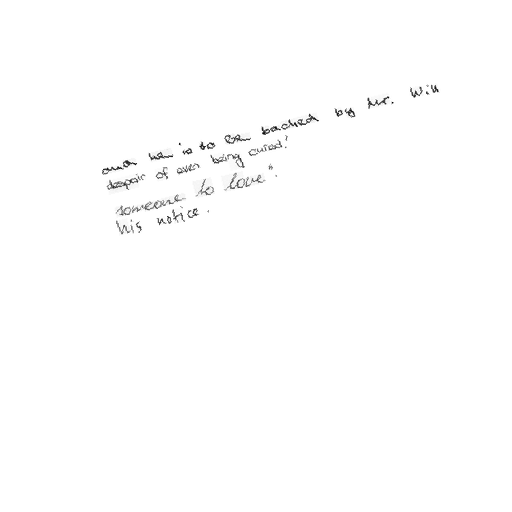 and he is to be backed by Mr. Will
despair of ever being cured!'
someone to love".
his notice.